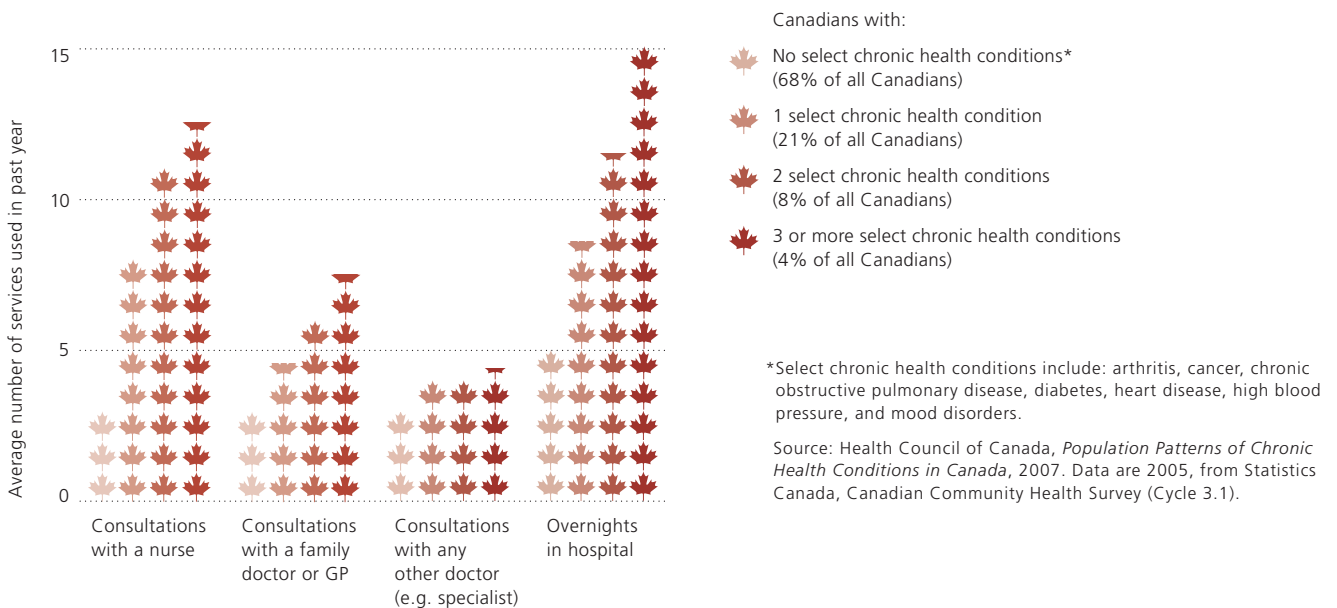 Average number of services used in past year
15
10
5
0
Consultations
with a nurse
Consultations
with a family
doctor or GP
Consultations
with any
other doctor
(e.g. specialist)
Overnights
in hospital
Canadians with:
No select chronic health conditions*
(68% of all Canadians)
1 select chronic health condition
(21% of all Canadians)
2 select chronic health conditions
(8% of all Canadians)
3 or more select chronic health conditions
(4% of all Canadians)
*Select chronic health conditions include: arthritis, cancer, chronic
obstructive pulmonary disease, diabetes, heart disease, high blood
pressure, and mood disorders.
Source: Health Council of Canada, Population Patterns of Chronic
Health Conditions in Canada, 2007. Data are 2005, from Statistics
Canada, Canadian Community Health Survey (Cycle 3.1).